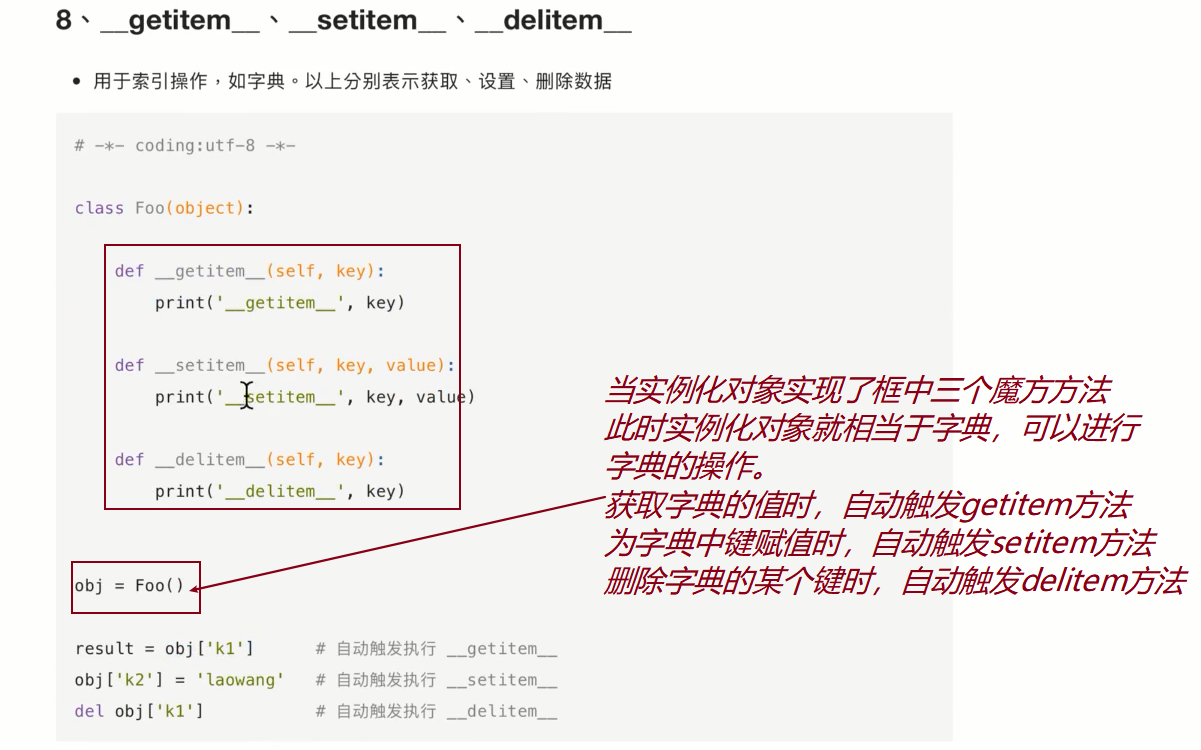 8、__getitem__、__setitem__、__delitem__
• 用于索引操作，如字典。以上分别表示获取、设置、删除数据
# -*- coding:utf-8 -*-
class Foo(object):
def __getitem__(self, key):
print('__getitem__', key)
def __setitem__(self, key, value):
print('__setitem__', key, value)
def __delitem__(self, key):
print('__delitem__', key)
当实例化对象实现了框中三个魔方方法
此时实例化对象就相当于字典，可以进行
字典的操作。
获取字典的值时，自动触发getitem方法
为字典中键赋值时，自动触发setitem方法
删除字典的某个键时，自动触发delitem方法
obj = Foo()
result = obj['k1'] # 自动触发执行 __getitem__
obj['k2'] = 'laowang' # 自动触发执行 __setitem__
del obj['k1'] # 自动触发执行 __delitem__